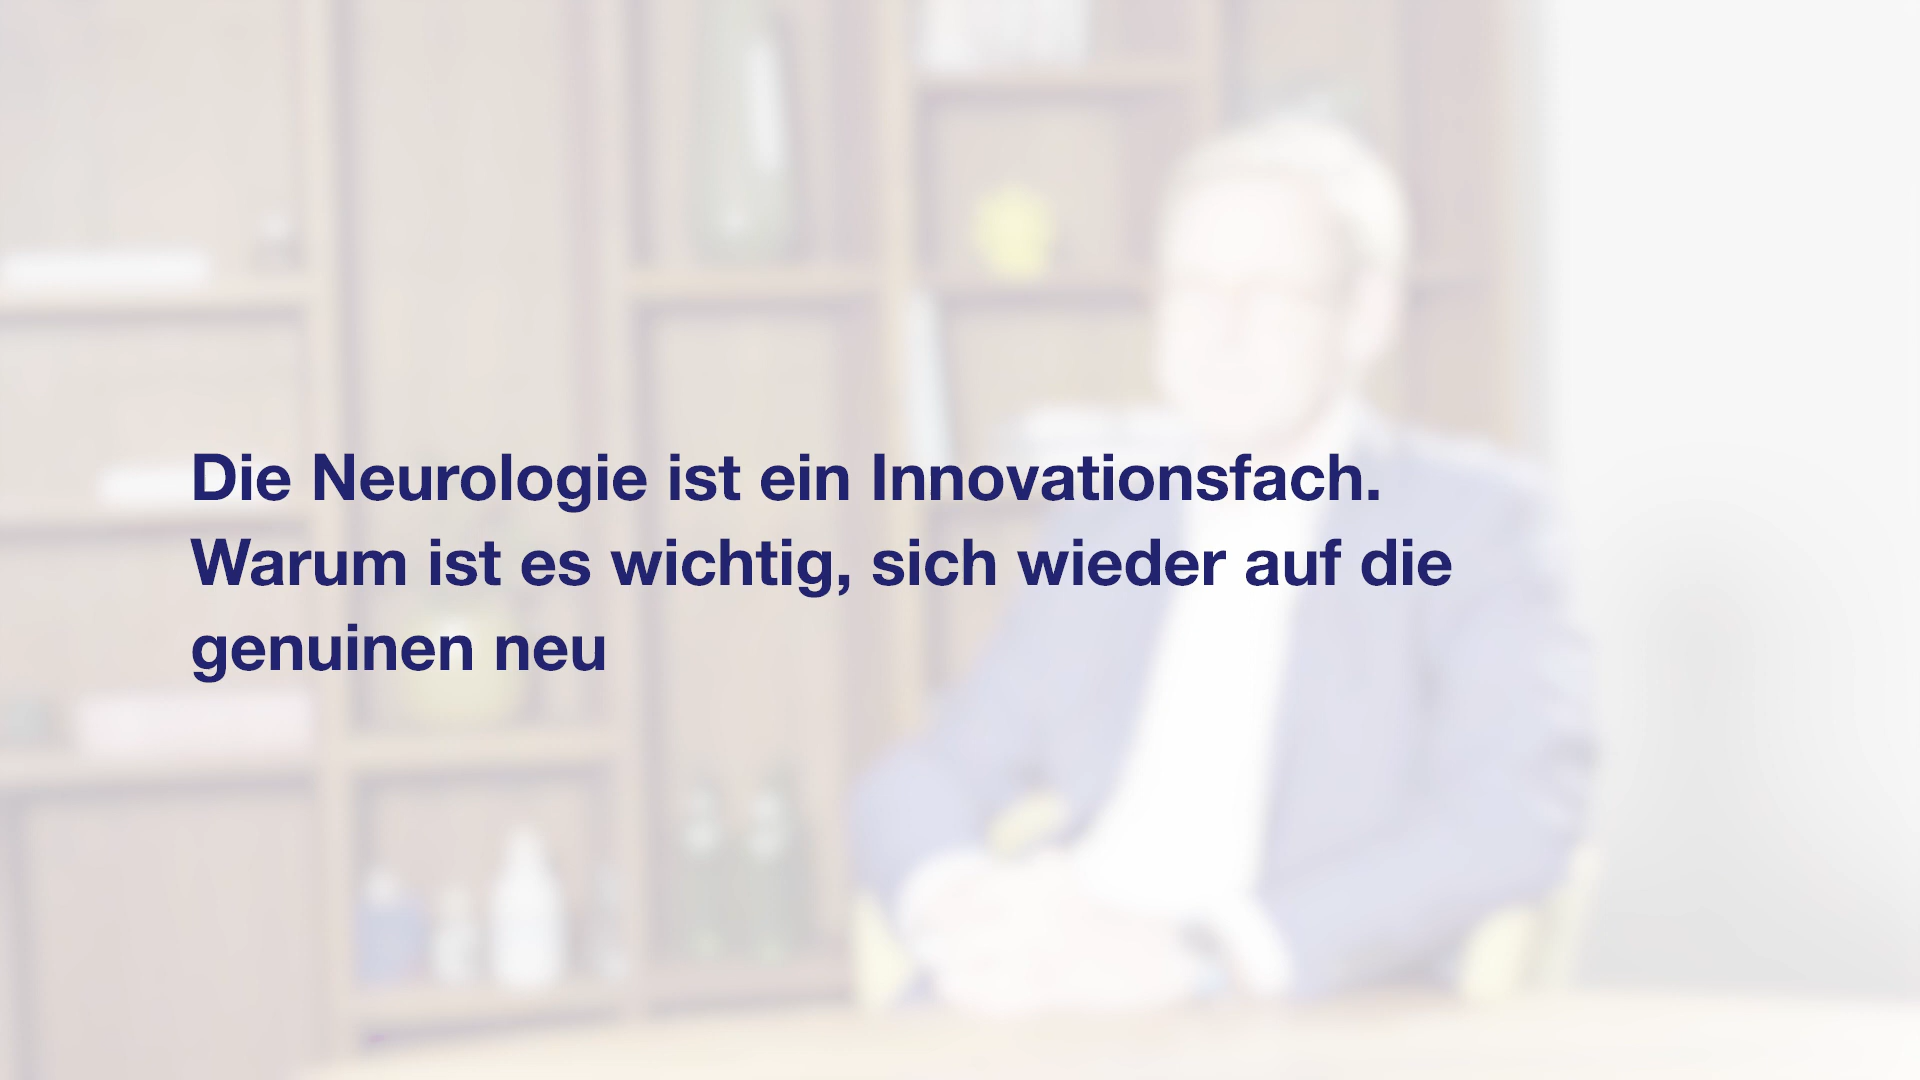 Die Neurologie ist ein Innovationsfach.
Warum ist es wichtig, sich wieder auf die
genuinen neu